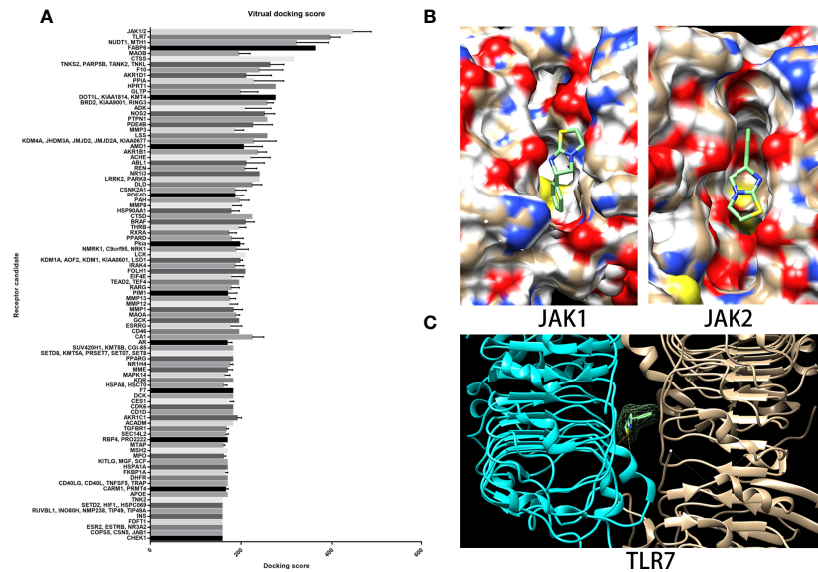 A
Vitrual docking score
Receptor candidate
JAK1/2
TLR7
NUDT1, MTH1
FABP6
MAOB
CTSS
TNKS2, PARP5B, TANK2, TNKL
F10
AKR1D1
PPIA
HPRT1
GLTP
DOT1L, KIAA1814, KMT4
BRD2, KIAA9001, RING3
ADK
NOS2
PDE4B
PTPN1
MMP3
LSS
KDM4A, JHDM3A, JMJD2, JMJD2A, KIAA0677
AMD1
AKR1B1
ACHE
ABL1
REN
NR1I3
LRRK2, PARK8
DLD
CSNK2A1
PAH
MMP8
HSP90AA1
CTSD
BRAF
THRB
RXRA
PPARD
Pkia
NMRK1, C9orf95, NRK1
LCK
KDM1A, AOF2, KDM1, KIAA0601, LSD1
IRAK4
FOLH1
EIF4E
TEAD2, TEF4
RARG
PIM1
MMP13
MMP12
MMP1
MAOA
GCK
ESRRG
CD46
CA1
AR
SUV420H1, KMT5B, CGI-85
SETD8, KMT5A, PRSET7, SET07, SET8
PPARG
NR1H4
MME
MAPK14
KDR
HSPA8, HSC70
F7
DCK
CES1
CDK6
CD1D
AKR1C1
ACADM
TGFBR1
SEC14L2
RBP4, PRO2222
MTAP
MSH2
MPO
KITLG, MGF, SCF
HSPA1A
FKBP1A
DHFR
CD40LG, CD40L, TNFSF5, TRAP
CARM1, PRMT4
APOE
TNK2
SETD2, HIF1, HSPC069
RUVBL1, INO80H, NMP238, TIP49, TIP49A
INS
FDFT1
ESR2, ESTRB, NR3A2
COPS5, CSN5, JAB1
CHEK1
0 200 400 600
Docking score
B
JAK1
JAK2
C
TLR7